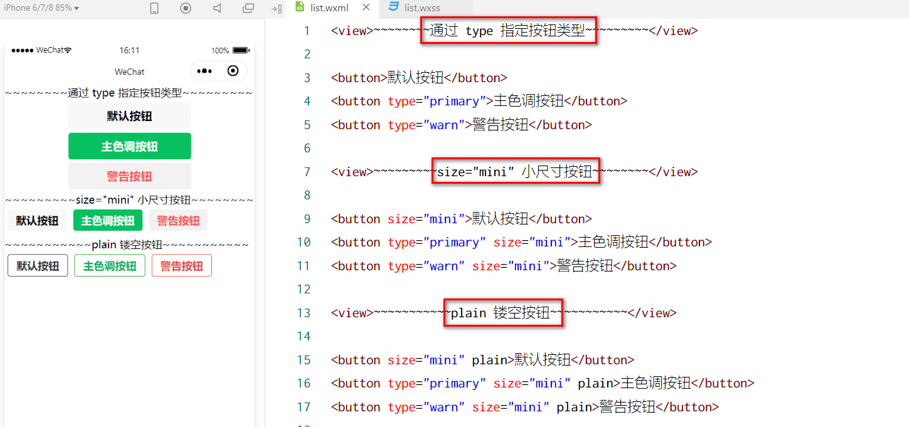 iPhone 6/7/8 85%
list.wxml
list.wxss
WeChat
16:11
100%
WeChat
~~~~~~~~通过 type 指定按钮类型~~~~~~~~~
默认按钮
主色调按钮
警告按钮
~~~~~~~~~size="mini" 小尺寸按钮~~~~~~~~
默认按钮 主色调按钮 警告按钮
~~~~~~~~~~~plain 镂空按钮~~~~~~~~~~~
默认按钮 主色调按钮 警告按钮
1 <view>~~~~~~~~通过 type 指定按钮类型~~~~~~~~~</view>
2
3 <button>默认按钮</button>
4 <button type="primary">主色调按钮</button>
5 <button type="warn">警告按钮</button>
6
7 <view>~~~~~~~~~size="mini" 小尺寸按钮~~~~~~~~</view>
8
9 <button size="mini">默认按钮</button>
10 <button type="primary" size="mini">主色调按钮</button>
11 <button type="warn" size="mini">警告按钮</button>
12
13 <view>~~~~~~~~~~~plain 镂空按钮~~~~~~~~~~~</view>
14
15 <button size="mini" plain>默认按钮</button>
16 <button type="primary" size="mini" plain>主色调按钮</button>
17 <button type="warn" size="mini" plain>警告按钮</button>